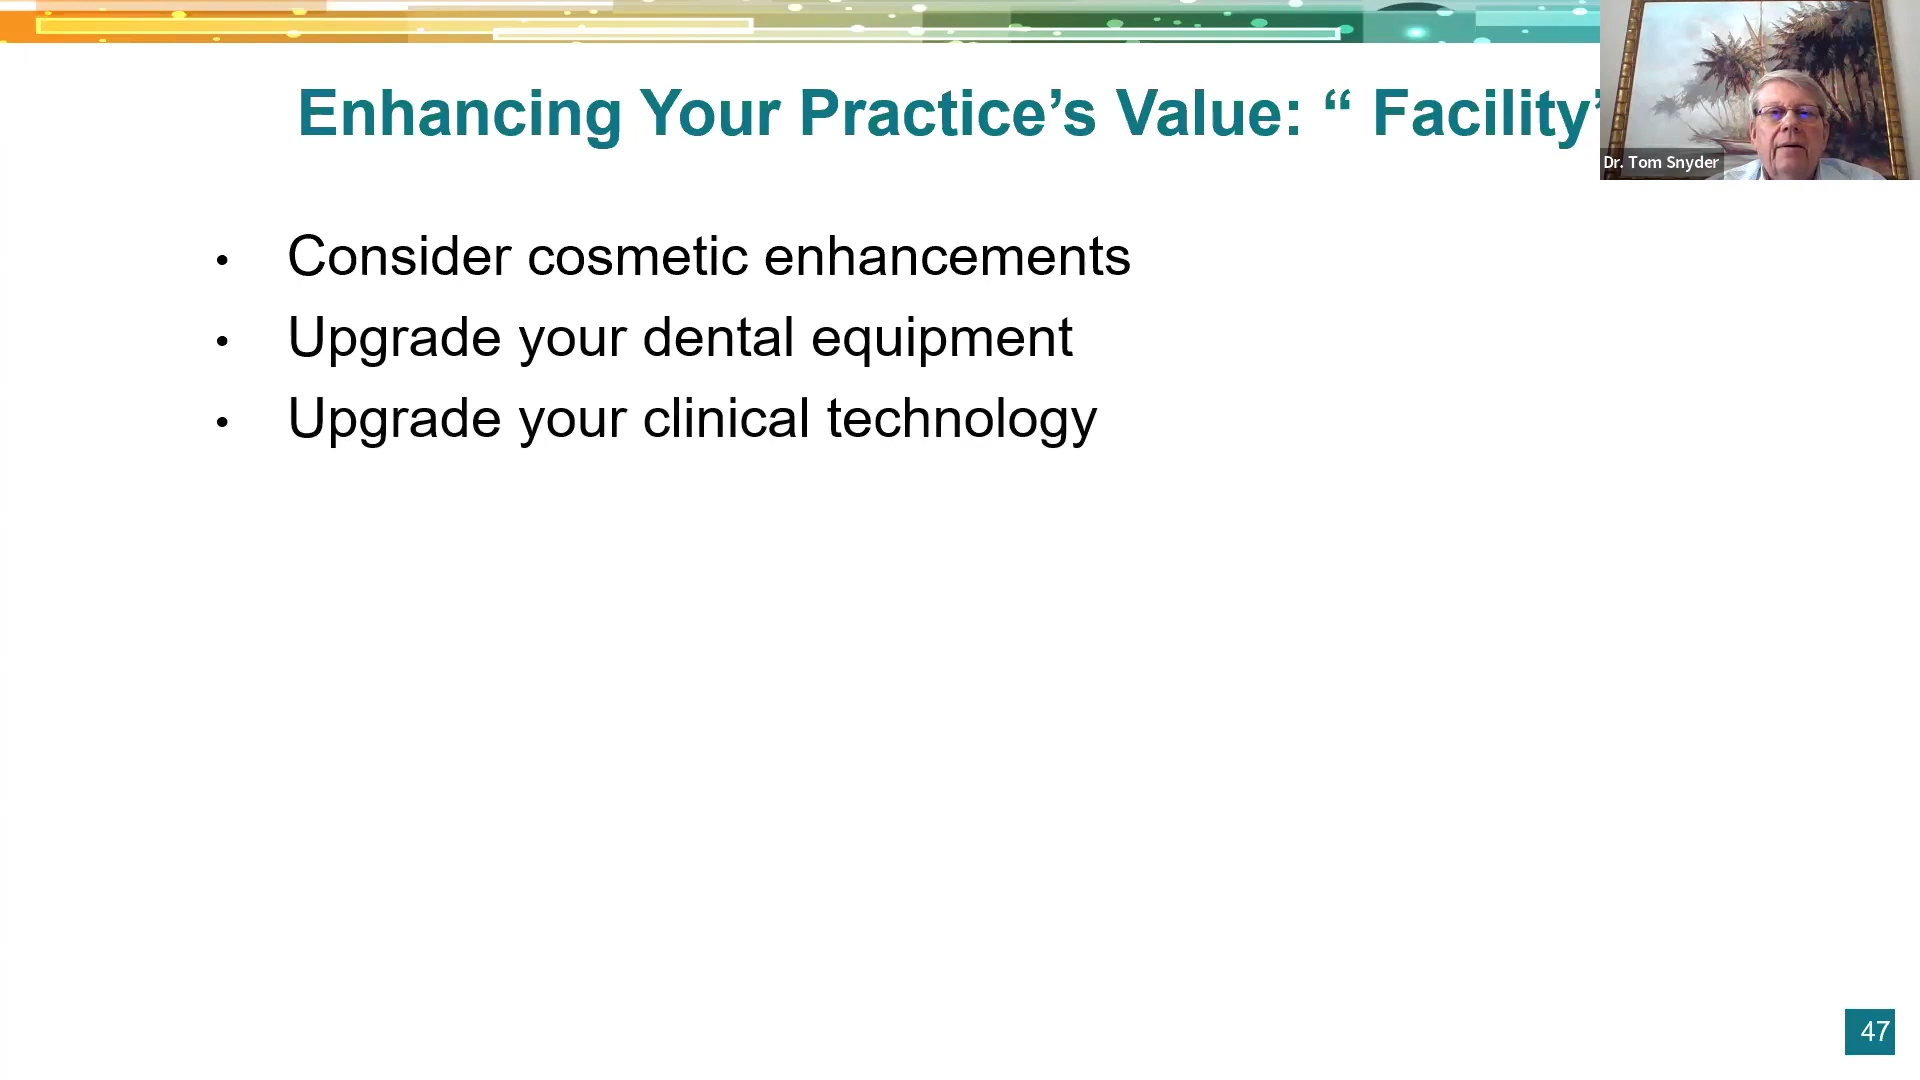 Enhancing Your Practice’s Value: “ Facility’
Dr. Tom Snyder
• Consider cosmetic enhancements
• Upgrade your dental equipment
• Upgrade your clinical technology
47